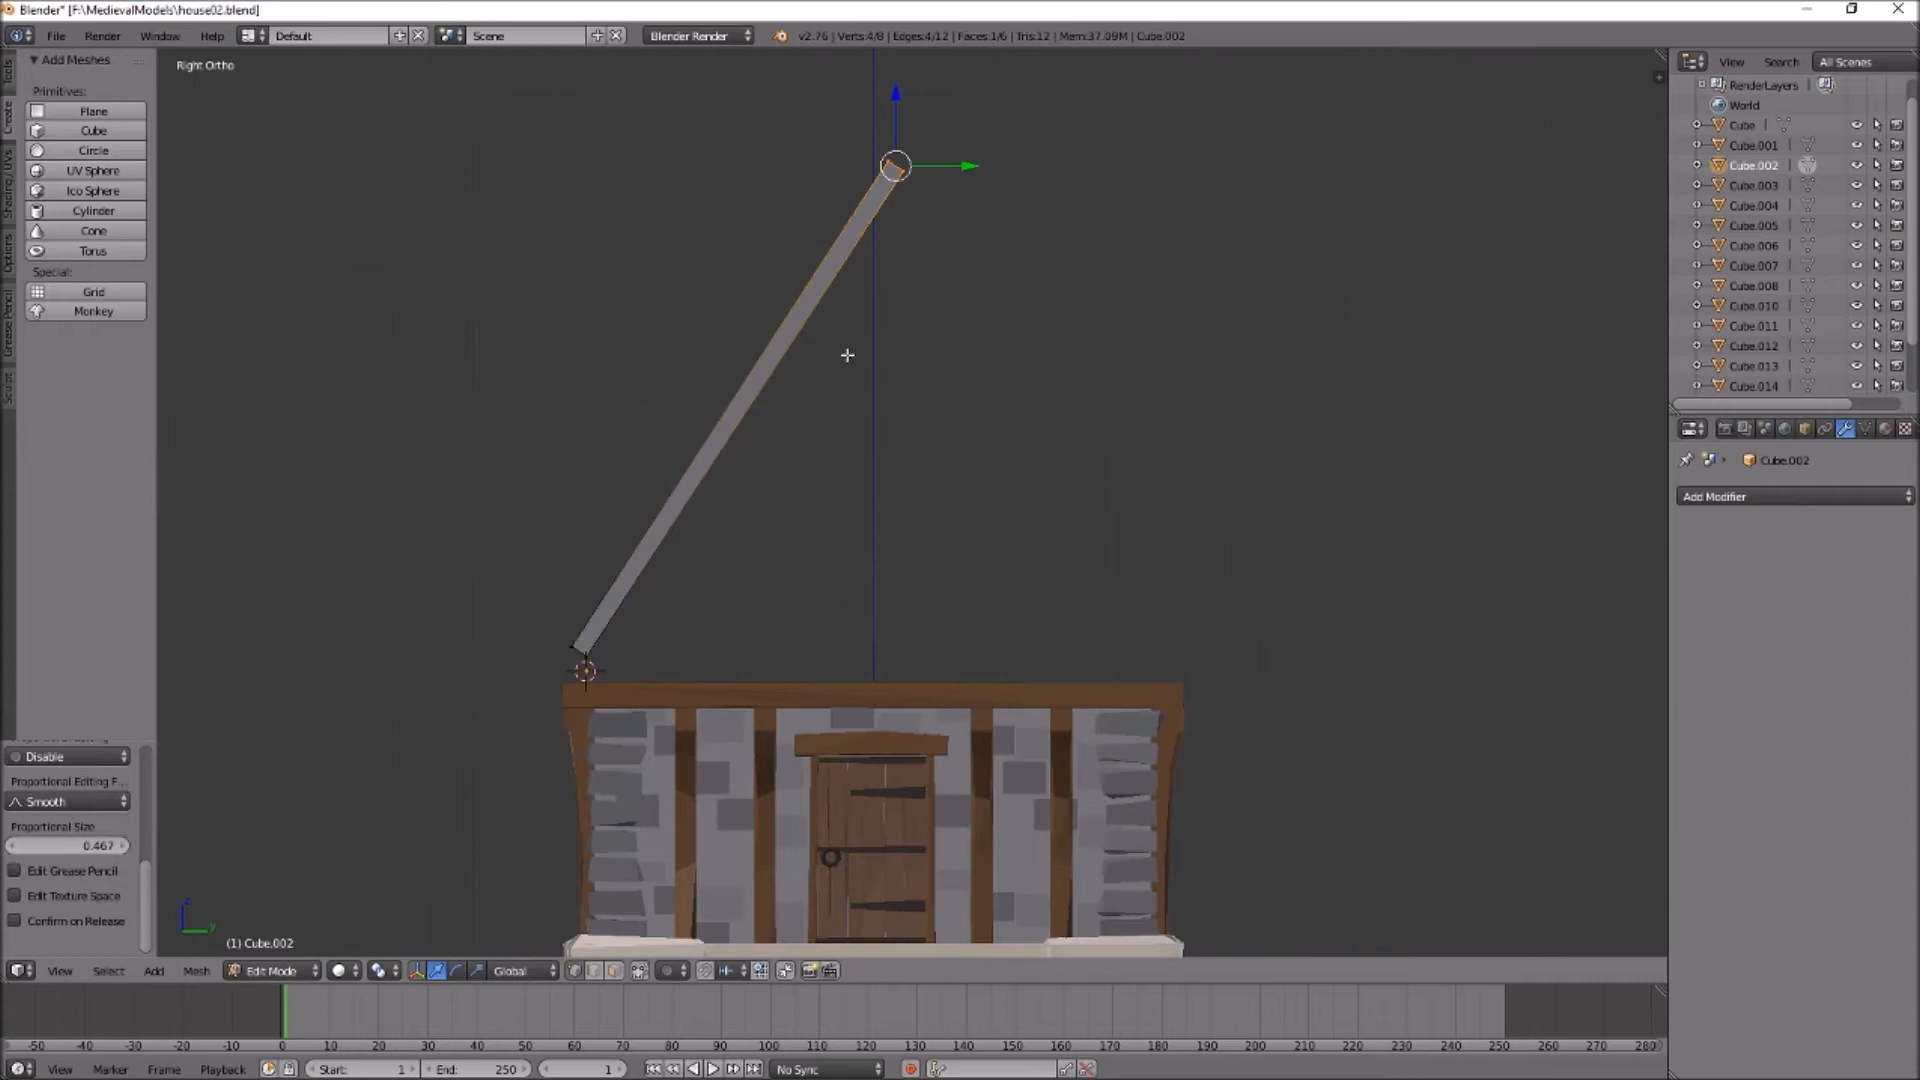 Blender* [F:\MedievalModels\house02.blend]
File Render Window Help Default Scene Blender Render v2.76 | Verts:4/8 | Edges:4/12 | Faces:1/6 | Tris:12 | Mem:37.09M | Cube.002
Add Meshes
Primitives:
Plane
Cube
Circle
UV Sphere
Ico Sphere
Cylinder
Cone
Torus
Special:
Grid
Monkey
Tools
Create
Shading / UVs
Options
Grease Pencil
Sculpt
Disable
Proportional Editing F...
Smooth
Proportional Size
0.467
Edit Grease Pencil
Edit Texture Space
Confirm on Release
Right Ortho
z
y
(1) Cube.002
View Search All Scenes
RenderLayers |
World
Cube |
Cube.001 |
Cube.002 |
Cube.003 |
Cube.004 |
Cube.005 |
Cube.006 |
Cube.007 |
Cube.008 |
Cube.010 |
Cube.011 |
Cube.012 |
Cube.013 |
Cube.014 |
Cube.002
Add Modifier
View Select Add Mesh Edit Mode Global
-50 -40 -30 -20 -10 0 10 20 30 40 50 60 70 80 90 100 110 120 130 140 150 160 170 180 190 200 210 220 230 240 250 260 270 280
View Marker Frame Playback Start: 1 End: 250 1 No Sync